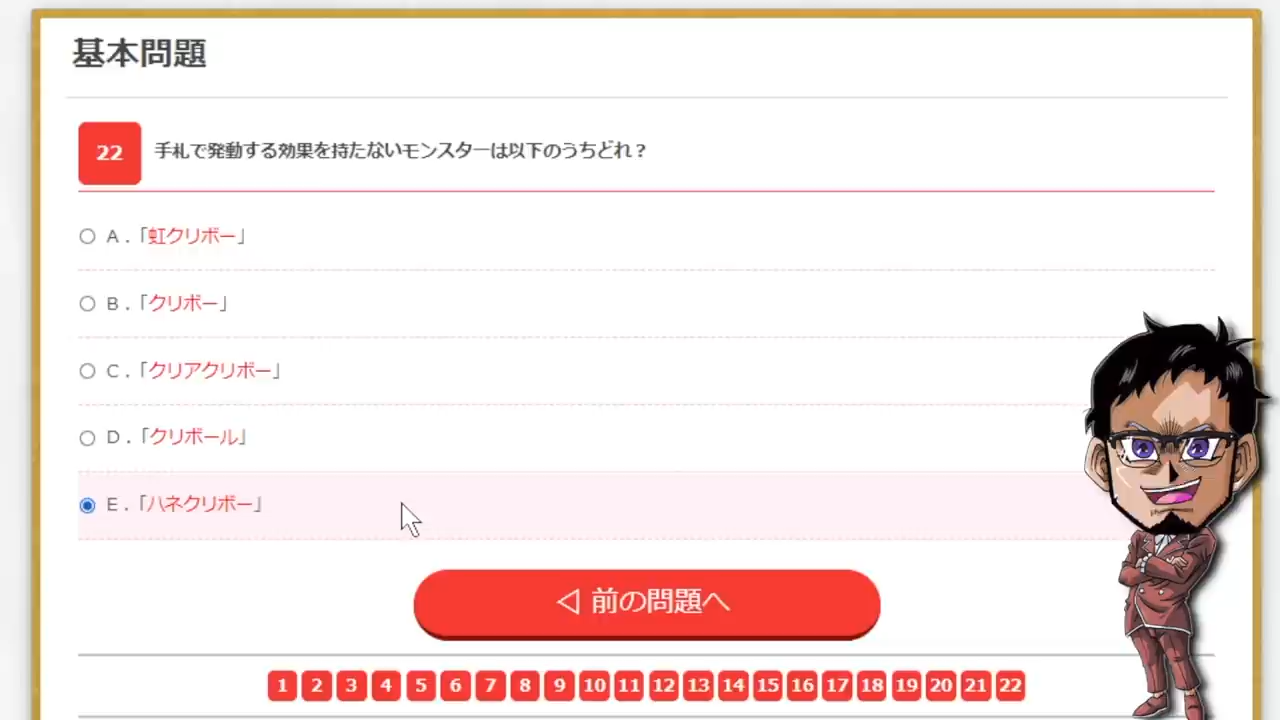 基本問題
22 手札で発動する効果を持たないモンスターは以下のうちどれ？
A．「虹クリボー」
B．「クリボー」
C．「クリアクリボー」
D．「クリボール」
E．「ハネクリボー」
◁ 前の問題へ
1 2 3 4 5 6 7 8 9 10 11 12 13 14 15 16 17 18 19 20 21 22